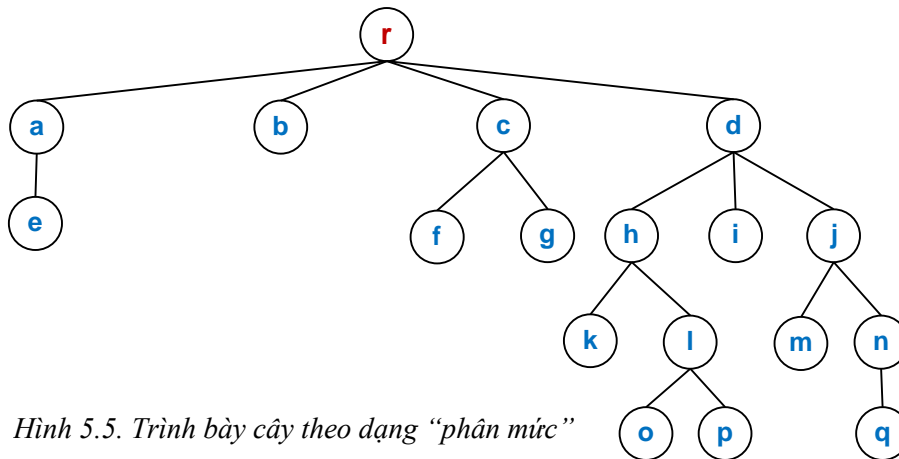 r
a b c d
e f g h i j
k l m n
o p q
Hình 5.5. Trình bày cây theo dạng “phân mức”